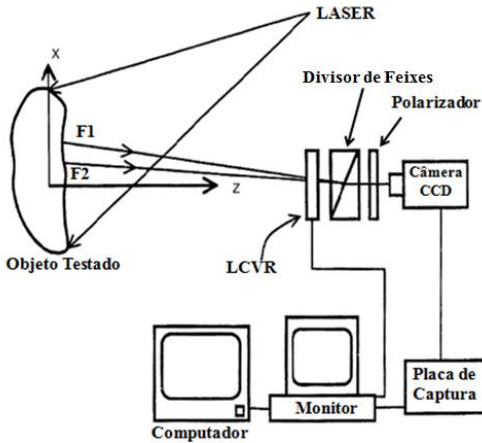 LASER
X
Divisor de Feixes
Polarizador
F1
F2
Z
Câmera
CCD
Objeto Testado
LCVR
Placa de
Captura
Monitor
Computador